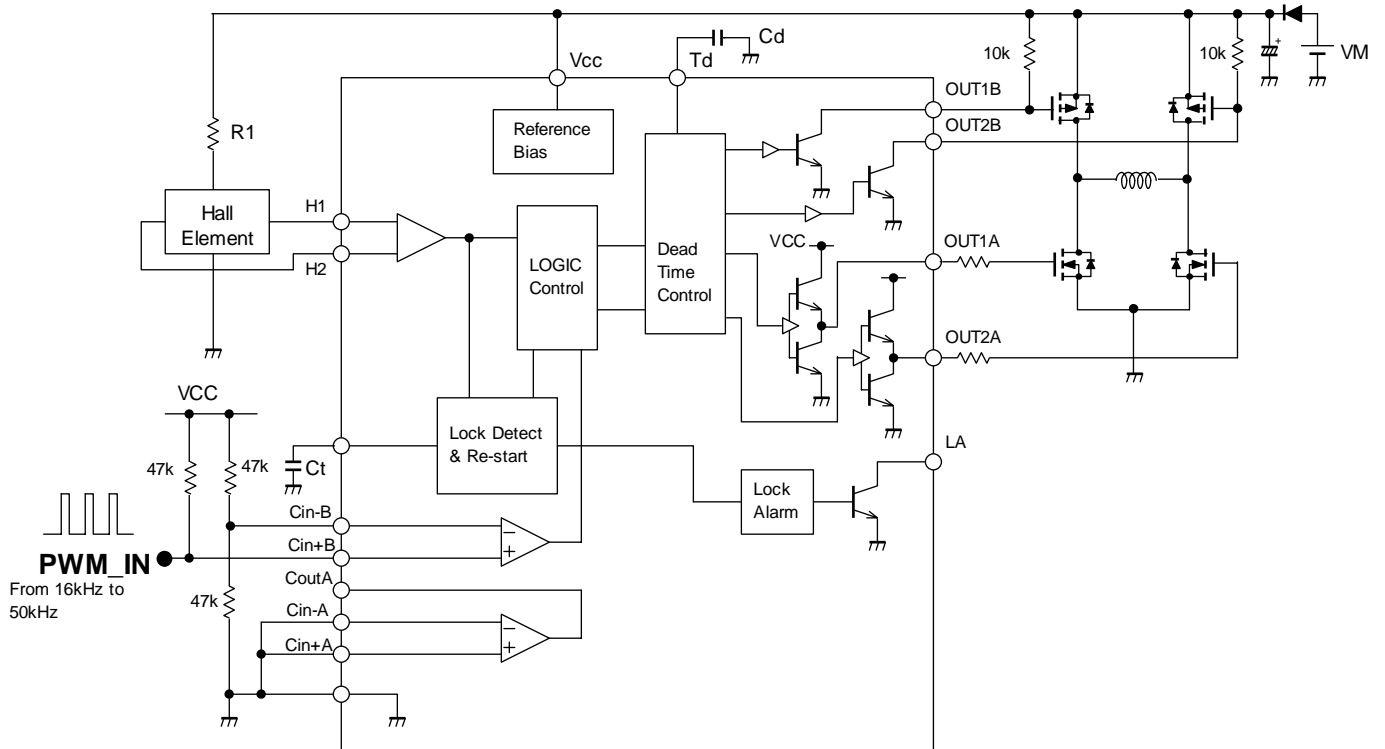 Cd
Vcc
Td
10k
10k
VM
OUT1B
OUT2B
R1
Reference
Bias
Hall
Element
H1
H2
LOGIC
Control
Dead
Time
Control
VCC
OUT1A
OUT2A
VCC
47k
47k
Ct
Lock Detect
& Re-start
LA
Lock
Alarm
Cin-B
Cin+B
PWM_IN
From 16kHz to
50kHz
CoutA
47k
Cin-A
Cin+A
+
−
+
−
+